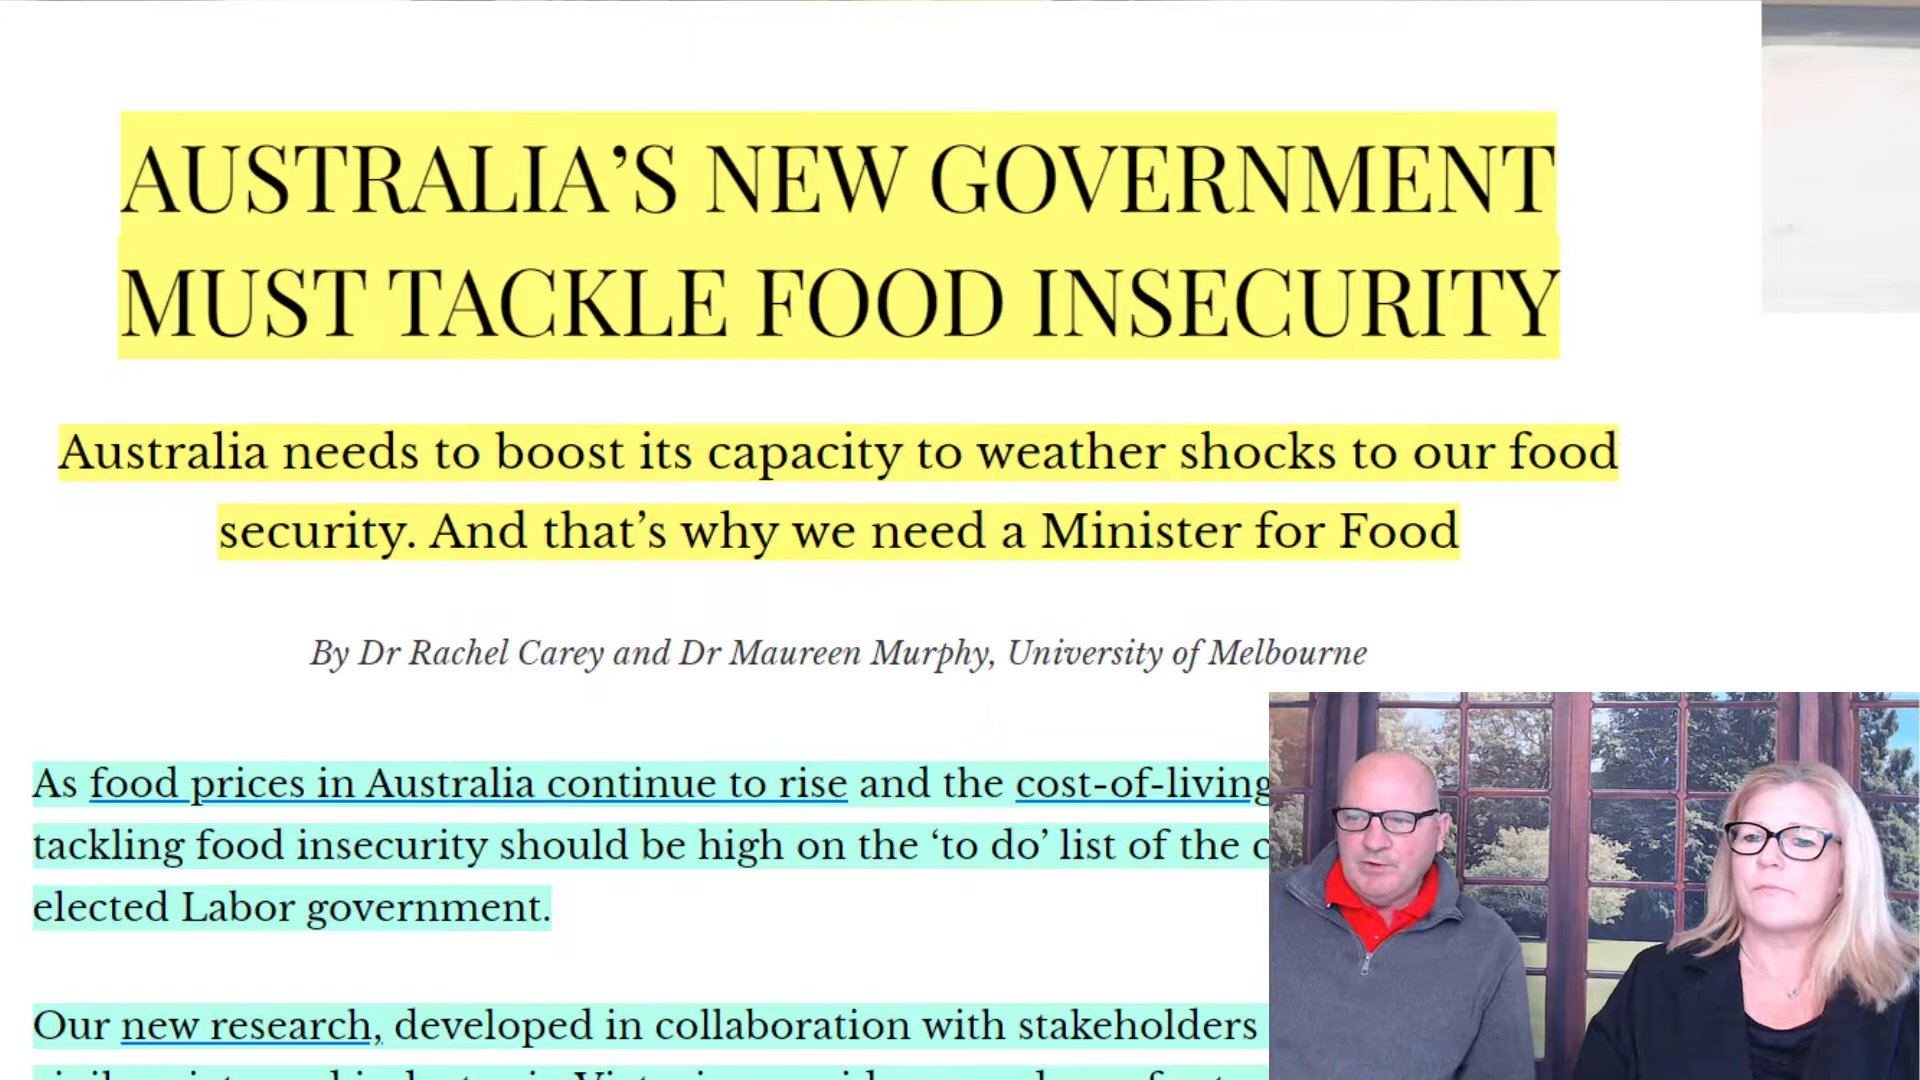 AUSTRALIA’S NEW GOVERNMENT
MUST TACKLE FOOD INSECURITY
Australia needs to boost its capacity to weather shocks to our food
security. And that’s why we need a Minister for Food
By Dr Rachel Carey and Dr Maureen Murphy, University of Melbourne
As food prices in Australia continue to rise and the cost-of-living
tackling food insecurity should be high on the ‘to do’ list of the
elected Labor government.
Our new research, developed in collaboration with stakeholders